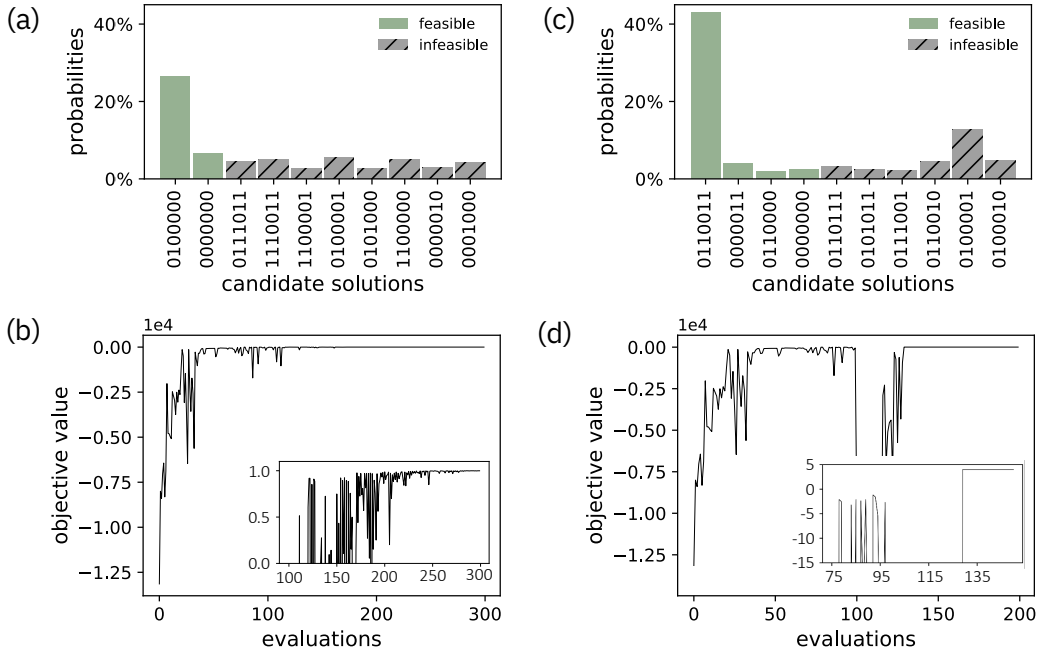 (a)
probabilities
40%
20%
0%
feasible
infeasible
0100000
0000000
0111011
1110011
1100001
0100001
0101000
1100000
0000010
0001000
candidate solutions
(c)
probabilities
40%
20%
0%
feasible
infeasible
0110011
0000011
0110000
0000000
0111011
0101011
0111001
0110010
0100001
0100010
candidate solutions
(b)
1e4
objective value
0.00
−0.25
−0.50
−0.75
−1.00
−1.25
0
100
200
300
evaluations
1.0
0.5
0.0
100 150 200 250 300
(d)
1e4
objective value
0.00
−0.25
−0.50
−0.75
−1.00
−1.25
0
50
100
150
200
evaluations
5
0
-5
-10
-15
75 95 115 135